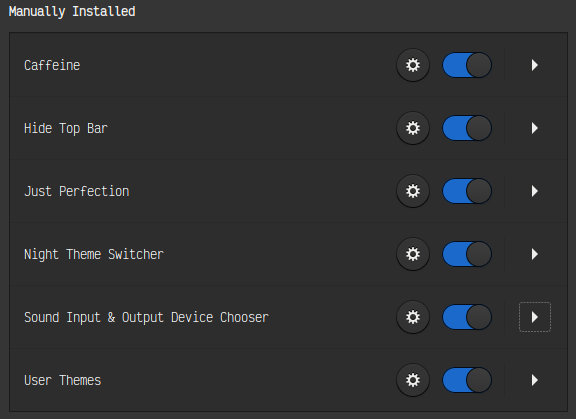 Manually Installed
Caffeine
Hide Top Bar
Just Perfection
Night Theme Switcher
Sound Input & Output Device Chooser
User Themes